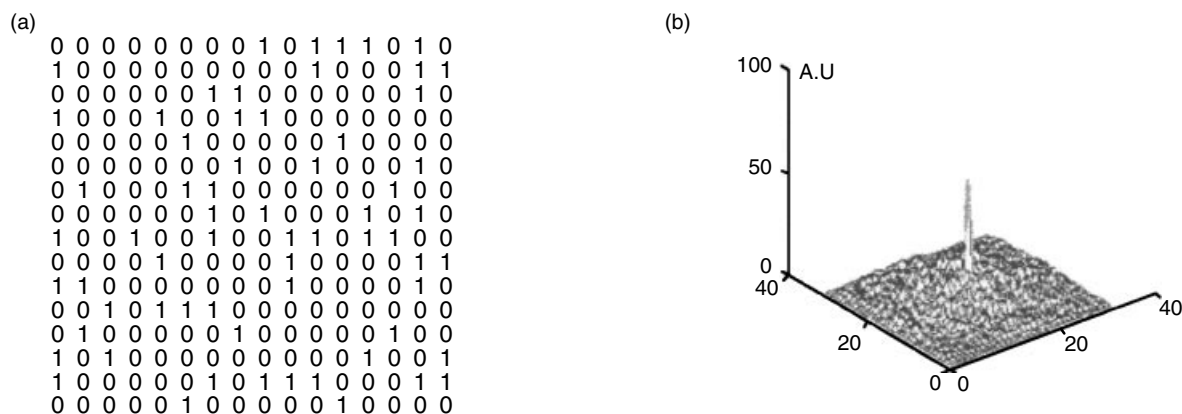 (a)
0 0 0 0 0 0 0 0 1 0 1 1 1 0 1 0
1 0 0 0 0 0 0 0 0 0 1 0 0 0 1 1
0 0 0 0 0 0 1 1 0 0 0 0 0 0 1 0
1 0 0 0 1 0 0 1 1 0 0 0 0 0 0 0
0 0 0 0 0 1 0 0 0 0 0 1 0 0 0 0
0 0 0 0 0 0 0 1 0 0 1 0 0 0 1 0
0 1 0 0 0 1 1 0 0 0 0 0 0 1 0 0
0 0 0 0 0 0 1 0 1 0 0 0 1 0 1 0
1 0 0 1 0 0 1 0 0 1 1 0 1 1 0 0
0 0 0 0 1 0 0 0 0 1 0 0 0 0 1 1
1 1 0 0 0 0 0 0 0 1 0 0 0 0 1 0
0 0 1 0 1 1 1 0 0 0 0 0 0 0 0 0
0 1 0 0 0 0 0 1 0 0 0 0 0 1 0 0
1 0 1 0 0 0 0 0 0 0 0 0 1 0 0 1
1 0 0 0 0 0 1 0 1 1 1 0 0 0 1 1
0 0 0 0 0 1 0 0 0 0 0 1 0 0 0 0
(b)
100
A.U
50
0
40
20
0
0
20
40